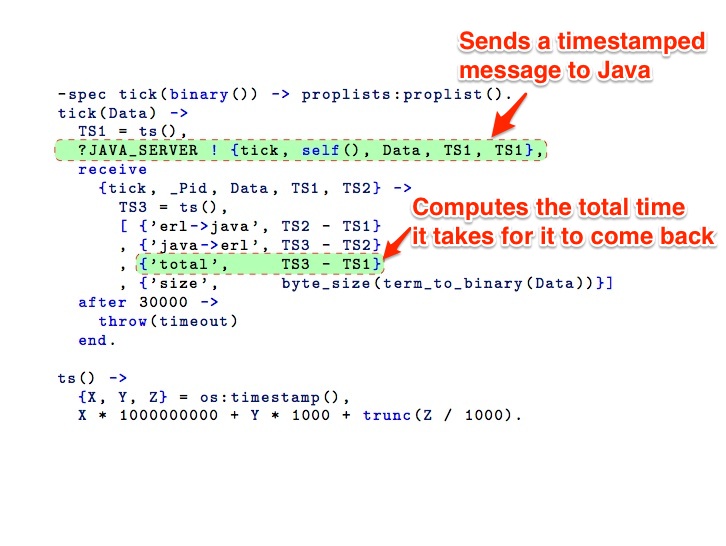 Sends a timestamped
message to Java
-spec tick(binary()) -> proplists:proplist().
tick(Data) ->
  TS1 = ts(),
  ?JAVA_SERVER ! {tick, self(), Data, TS1, TS1},
  receive
    {tick, _Pid, Data, TS1, TS2} ->
      TS3 = ts(),
      [ {'erl->java', TS2 - TS1}
      , {'java->erl', TS3 - TS2}
      , {'total',     TS3 - TS1}
      , {'size',      byte_size(term_to_binary(Data))}]
  after 30000 ->
    throw(timeout)
  end.
Computes the total time
it takes for it to come back
ts() ->
  {X, Y, Z} = os:timestamp(),
  X * 1000000000 + Y * 1000 + trunc(Z / 1000).